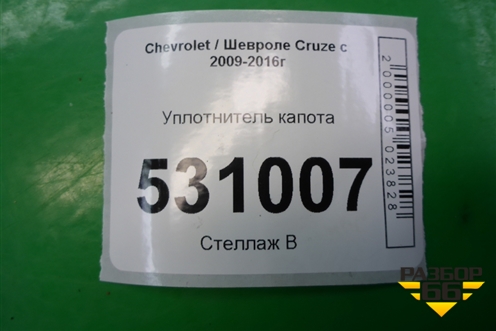 Chevrolet / Шевроле Cruze с
2009-2016г
Уплотнитель капота
531007
Стеллаж В
2000005023828
РАЗБОР
66